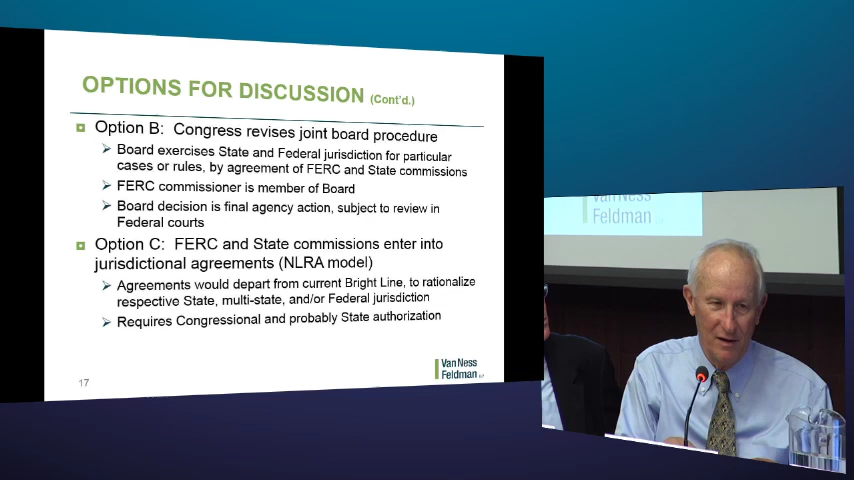 OPTIONS FOR DISCUSSION (Cont'd.)
Option B: Congress revises joint board procedure
Board exercises State and Federal jurisdiction for particular
cases or rules, by agreement of FERC and State commissions
FERC commissioner is member of Board
Board decision is final agency action, subject to review in
Federal courts
Option C: FERC and State commissions enter into
jurisdictional agreements (NLRA model)
Agreements would depart from current Bright Line, to rationalize
respective State, multi-state, and/or Federal jurisdiction
Requires Congressional and probably State authorization
17
Van Ness
Feldman
Van Ness
Feldman